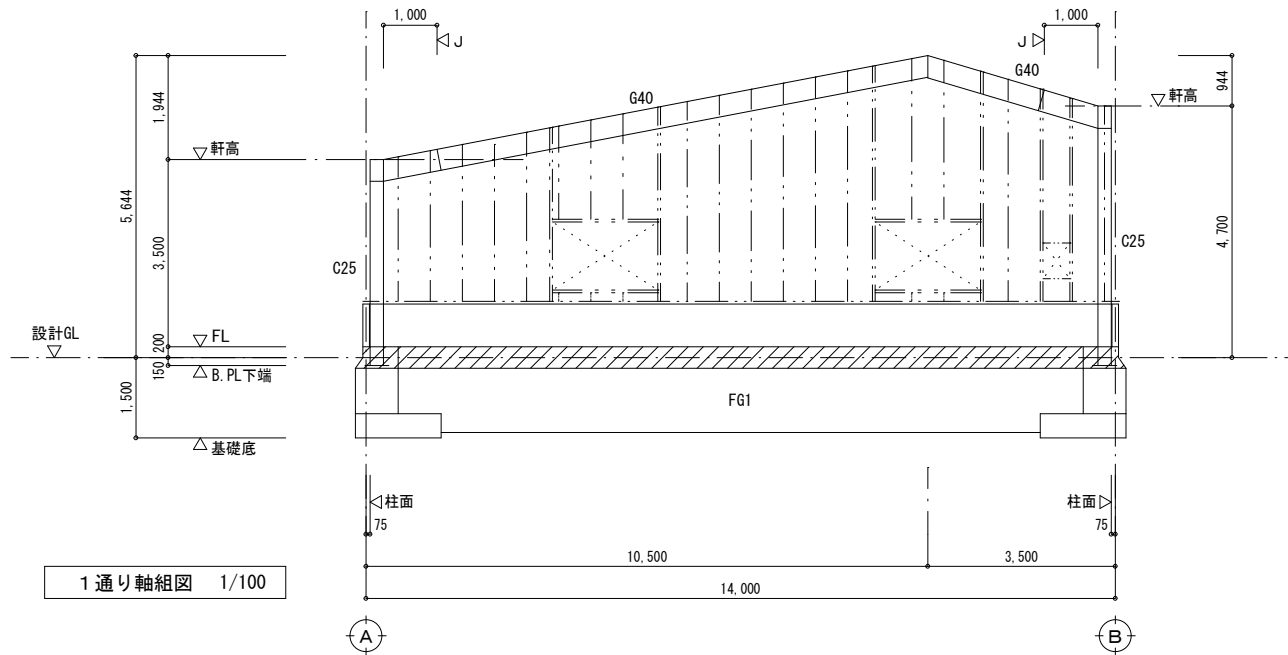 1,000
1,000
J
J
G40
G40
944
1,944
軒高
軒高
5,644
3,500
4,700
C25
C25
設計GL
FL
200
150
B.PL下端
1,500
FG1
基礎底
柱面
柱面
75
75
10,500
3,500
1通り軸組図 1/100
14,000
A
B